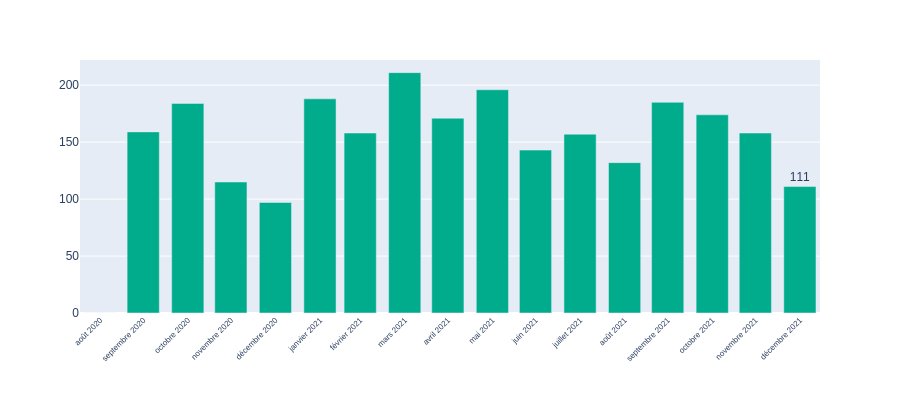 200
150
100
50
0
111
août 2020
septembre 2020
octobre 2020
novembre 2020
décembre 2020
janvier 2021
février 2021
mars 2021
avril 2021
mai 2021
juin 2021
juillet 2021
août 2021
septembre 2021
octobre 2021
novembre 2021
décembre 2021